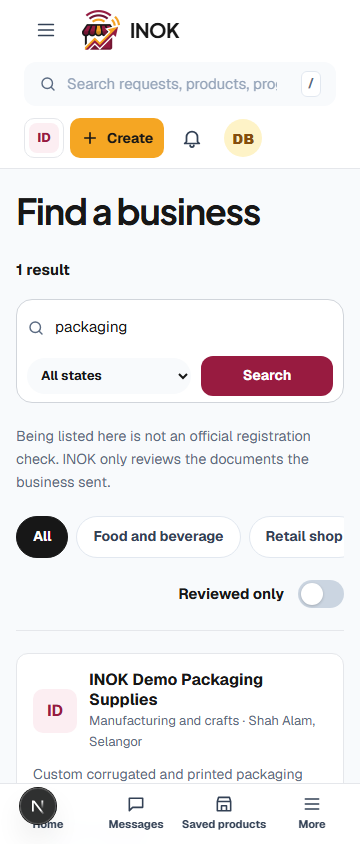 INOK
Search requests, products, prog
/
ID
Create
DB
Find a business
1 result
packaging
All states
Search
Being listed here is not an official registration
check. INOK only reviews the documents the
business sent.
All
Food and beverage
Retail shop
Reviewed only
ID
INOK Demo Packaging
Supplies
Manufacturing and crafts · Shah Alam,
Selangor
Custom corrugated and printed packaging
N
Home
Messages
Saved products
More